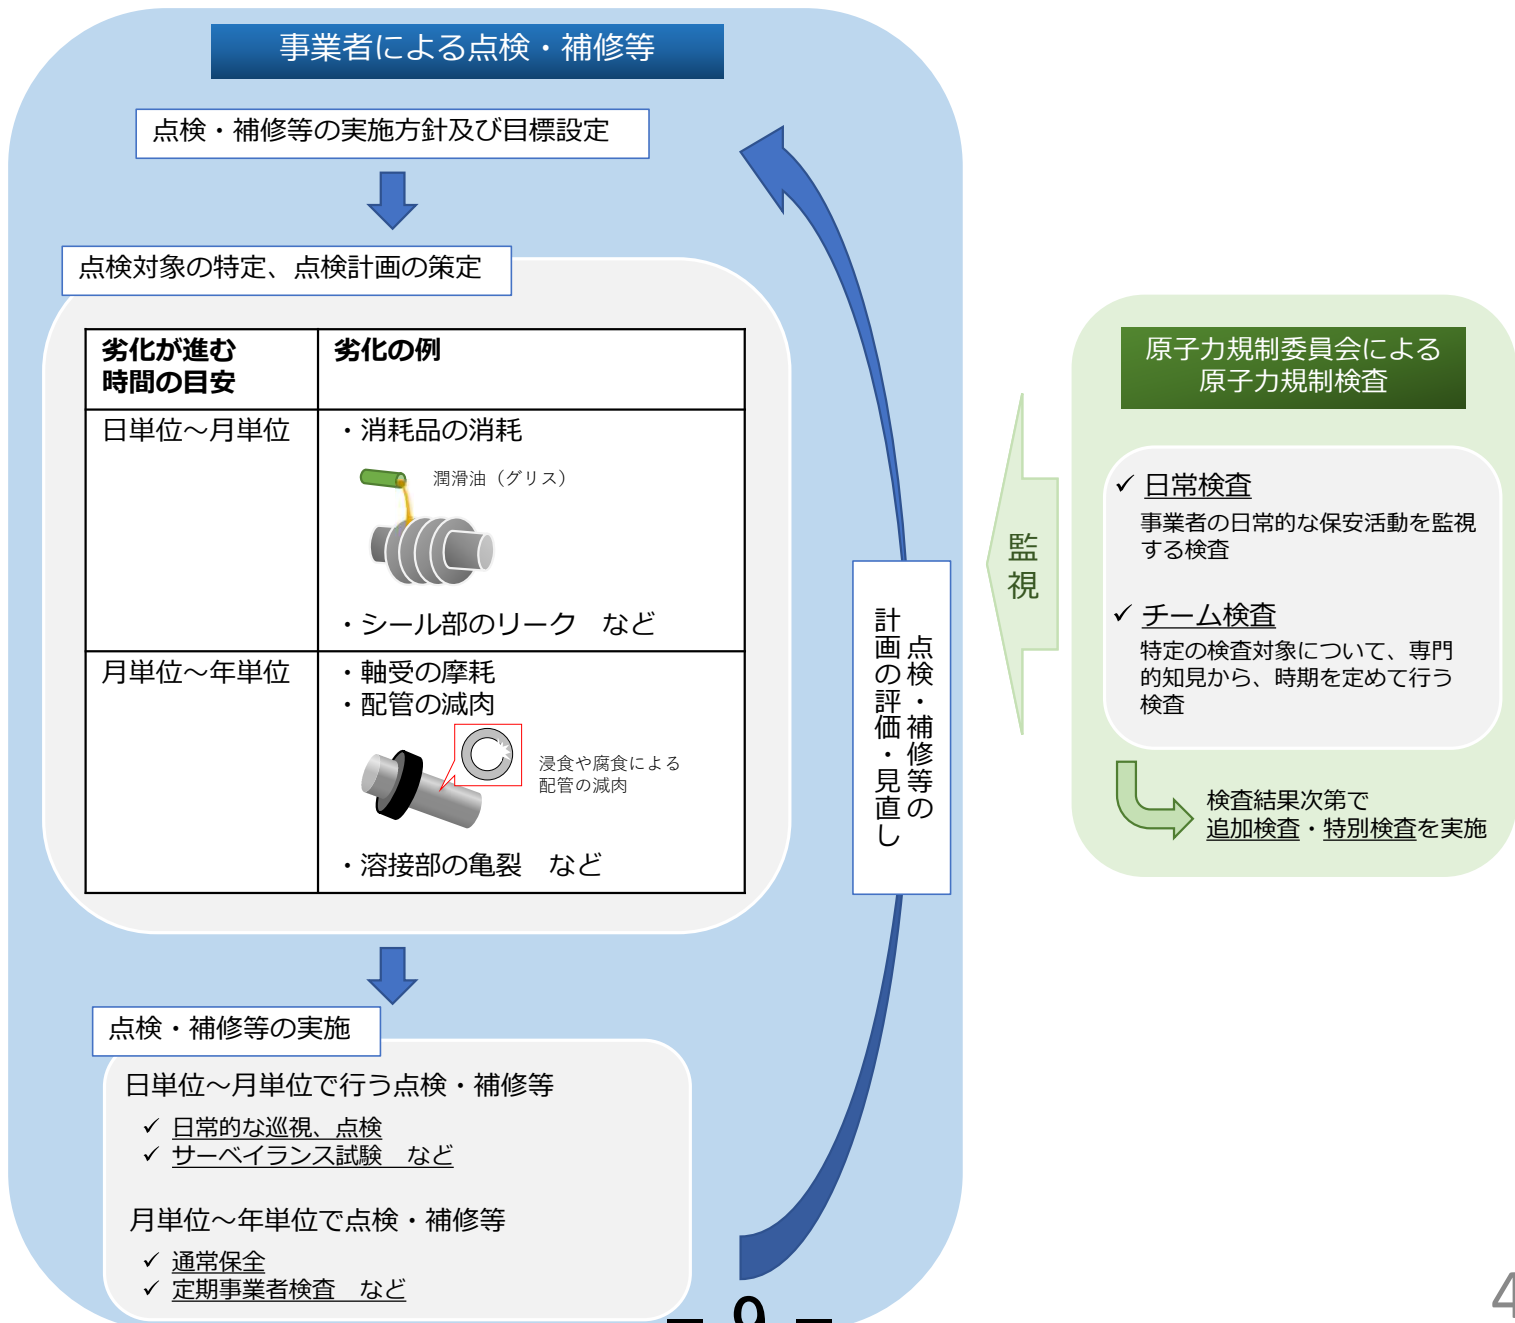 事業者による点検・補修等
点検・補修等の実施方針及び目標設定
点検対象の特定、点検計画の策定
劣化が進む
時間の目安
劣化の例
日単位～月単位
・消耗品の消耗
潤滑油（グリス）
・シール部のリーク　など
月単位～年単位
・軸受の摩耗
・配管の減肉
浸食や腐食による
配管の減肉
・溶接部の亀裂　など
点検・補修等の実施
日単位～月単位で行う点検・補修等
✓ 日常的な巡視、点検
✓ サーベイランス試験　など
月単位～年単位で点検・補修等
✓ 通常保全
✓ 定期事業者検査　など
点検・補修等の
計画の評価・見直し
監視
原子力規制委員会による
原子力規制検査
✓ 日常検査
事業者の日常的な保安活動を監視
する検査
✓ チーム検査
特定の検査対象について、専門
的知見から、時期を定めて行う
検査
検査結果次第で
追加検査・特別検査を実施
- 9 -
4